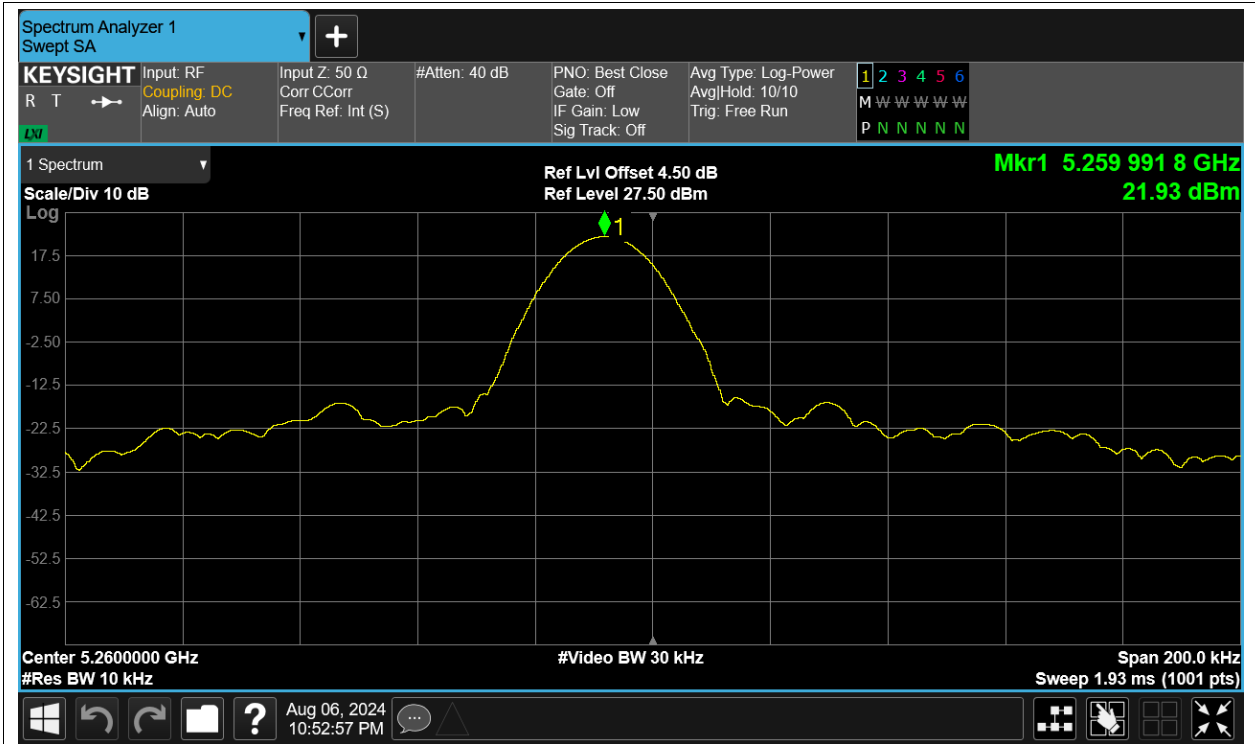 Spectrum Analyzer 1
Swept SA
KEYSIGHT
R T
LXI
Input: RF
Coupling: DC
Align: Auto
Input Z: 50 Ω
Corr CCorr
Freq Ref: Int (S)
#Atten: 40 dB
PNO: Best Close
Gate: Off
IF Gain: Low
Sig Track: Off
Avg Type: Log-Power
Avg|Hold: 10/10
Trig: Free Run
1 2 3 4 5 6
M W W W W W
P N N N N N
1 Spectrum
Scale/Div 10 dB
Log
Ref Lvl Offset 4.50 dB
Ref Level 27.50 dBm
Mkr1 5.259 991 8 GHz
21.93 dBm
1
17.5
7.50
-2.50
-12.5
-22.5
-32.5
-42.5
-52.5
-62.5
Center 5.2600000 GHz
#Res BW 10 kHz
#Video BW 30 kHz
Span 200.0 kHz
Sweep 1.93 ms (1001 pts)
?
Aug 06, 2024
10:52:57 PM